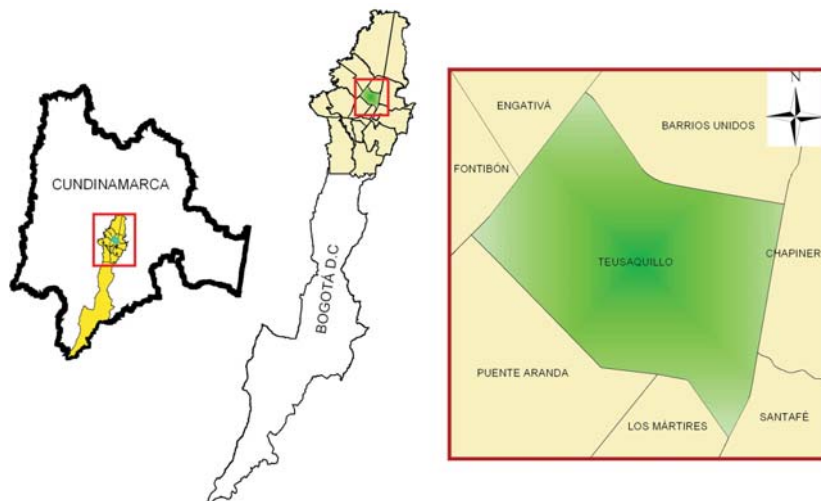 CUNDINAMARCA
BOGOTÁ D.C
N
ENGATIVÁ
BARRIOS UNIDOS
FONTIBÓN
CHAPINER
TEUSAQUILLO
PUENTE ARANDA
LOS MÁRTIRES
SANTAFÉ